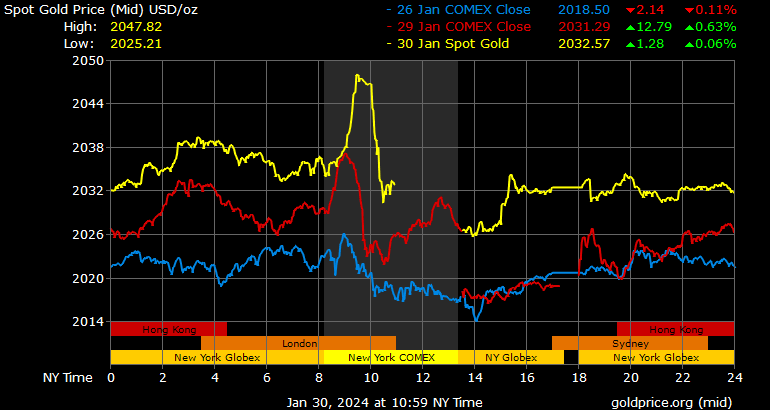 Spot Gold Price (Mid) USD/oz - 26 Jan COMEX Close 2018.50 ▼2.14 ▼0.11%
High: 2047.82 - 29 Jan COMEX Close 2031.29 ▲12.79 ▲0.63%
Low: 2025.21 - 30 Jan Spot Gold 2032.57 ▲1.28 ▲0.06%
2050
2044
2038
2032
2026
2020
2014
Hong Kong Hong Kong
London Sydney
New York Globex New York COMEX NY Globex New York Globex
NY Time 0 2 4 6 8 10 12 14 16 18 20 22 24
Jan 30, 2024 at 10:59 NY Time goldprice.org (mid)